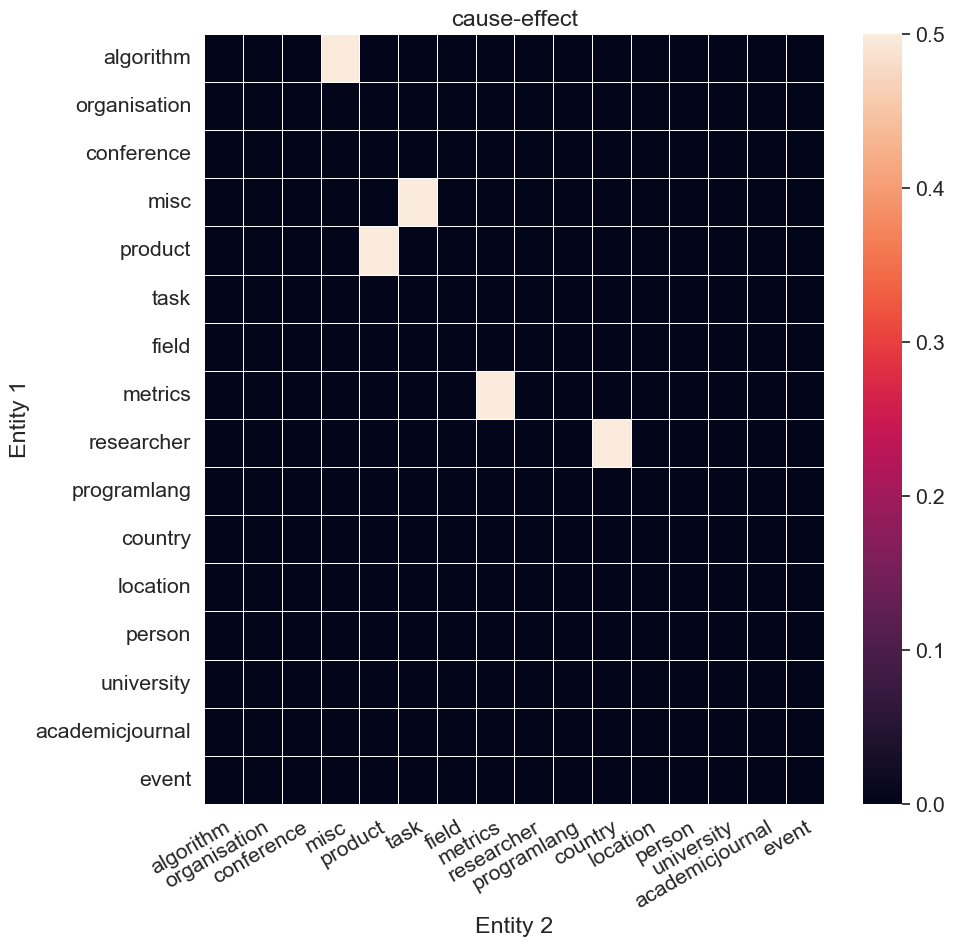 cause-effect
algorithm
organisation
conference
misc
product
task
field
metrics
researcher
programlang
country
location
person
university
academicjournal
event
Entity 1
algorithm
organisation
conference
misc
product
task
field
metrics
researcher
programlang
country
location
person
university
academicjournal
event
Entity 2
0.5
0.4
0.3
0.2
0.1
0.0